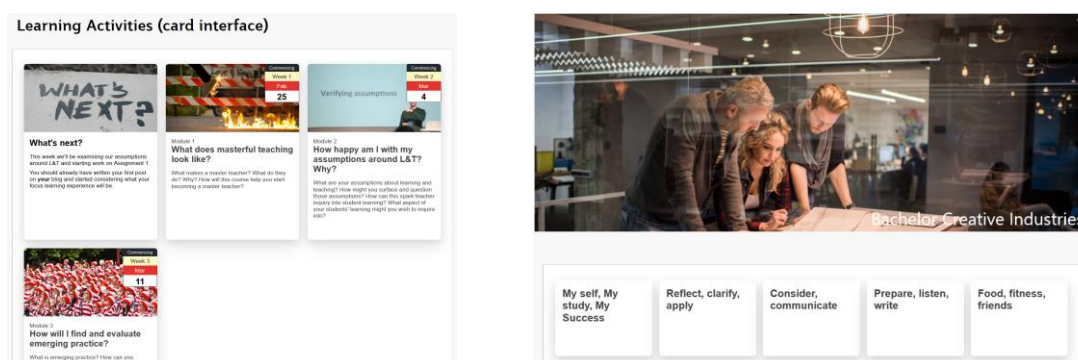 Learning Activities (card interface)
WHAT'S
NEXT?
What's next?
This week we'll be examining our assumptions
around L&T and starting work on Assignment 1.
You should already have written your first post
on your blog and started considering what your
focus learning experience will be.
Commencing
Week 1
Feb
25
Module 1
What does masterful teaching
look like?
What makes a master teacher? What do they
do? Why? How will this course help you start
becoming a master teacher?
Verifying assumptions
Commencing
Week 2
Mar
4
Module 2
How happy am I with my
assumptions around L&T?
Why?
What are your assumptions about learning and
teaching? How might you surface and question
those assumptions? How can this spark teacher
inquiry into student learning? What aspect of
your students' learning might you wish to inquire
into?
Commencing
Week 3
Mar
11
Module 3
How will I find and evaluate
emerging practice?
What is emerging practice? How can you
Bachelor Creative Industries
My self, My
study, My
Success
Reflect, clarify,
apply
Consider,
communicate
Prepare, listen,
write
Food, fitness,
friends